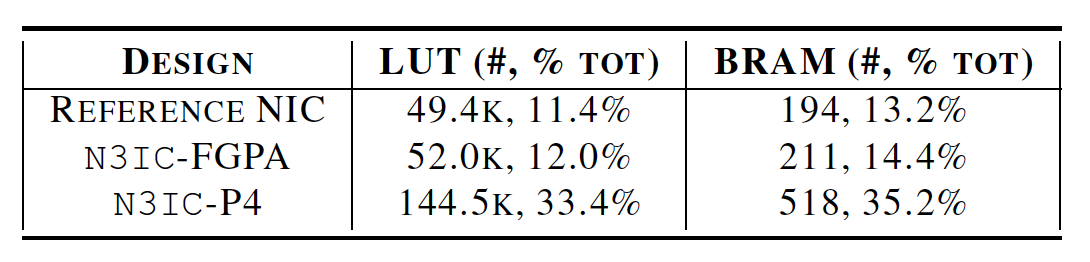 DESIGN LUT (#, % TOT) BRAM (#, % TOT)
REFERENCE NIC 49.4K, 11.4% 194, 13.2%
N3IC-FGPA 52.0K, 12.0% 211, 14.4%
N3IC-P4 144.5K, 33.4% 518, 35.2%